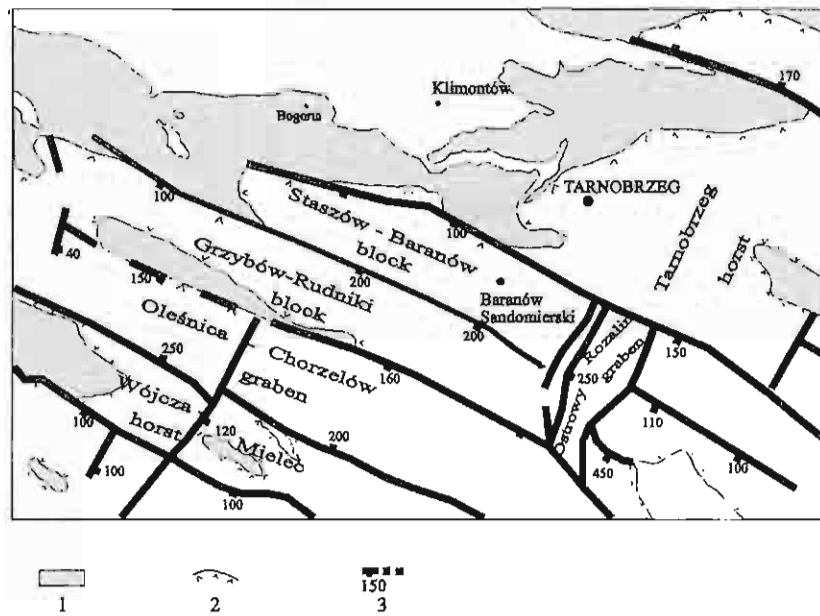 170
Klimontów
Bogoria
TARNOBRZEG
100
Staszów - Baranów
block
100
Tarnobrzeg
horst
40
Grzybów-Rudniki
block
200
150
Baranów
Sandomierski
Oleśnica - Chorzelów
graben
200
250
160
Ostrowy - Rozalin
graben
250
150
Wójcza - Mielec
horst
100
120
200
110
100
450
100
100
1
2
150
3